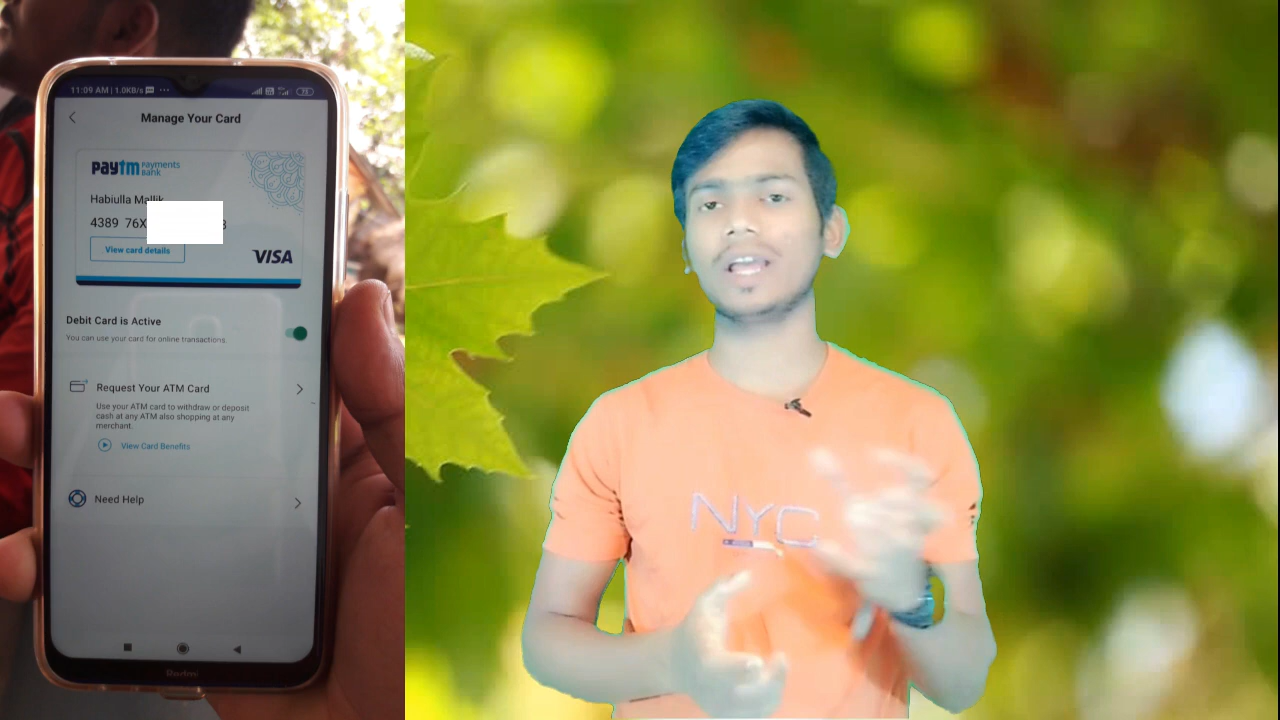 11:09 AM | 1.0KB/s
Manage Your Card
paytm payments bank
Habiulla Mallik
4389 76X
View card details
VISA
Debit Card is Active
You can use your card for online transactions.
Request Your ATM Card
Use your ATM card to withdraw or deposit
cash at any ATM also shopping at any
merchant.
View Card Benefits
Need Help
Redmi
NYC